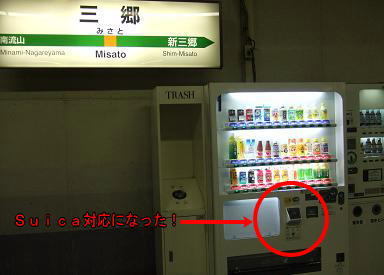 三郷
みさと
南流山
新三郷
Minami-Nagareyama
Misato
Shim-Misato
TRASH
Suica対応になった！